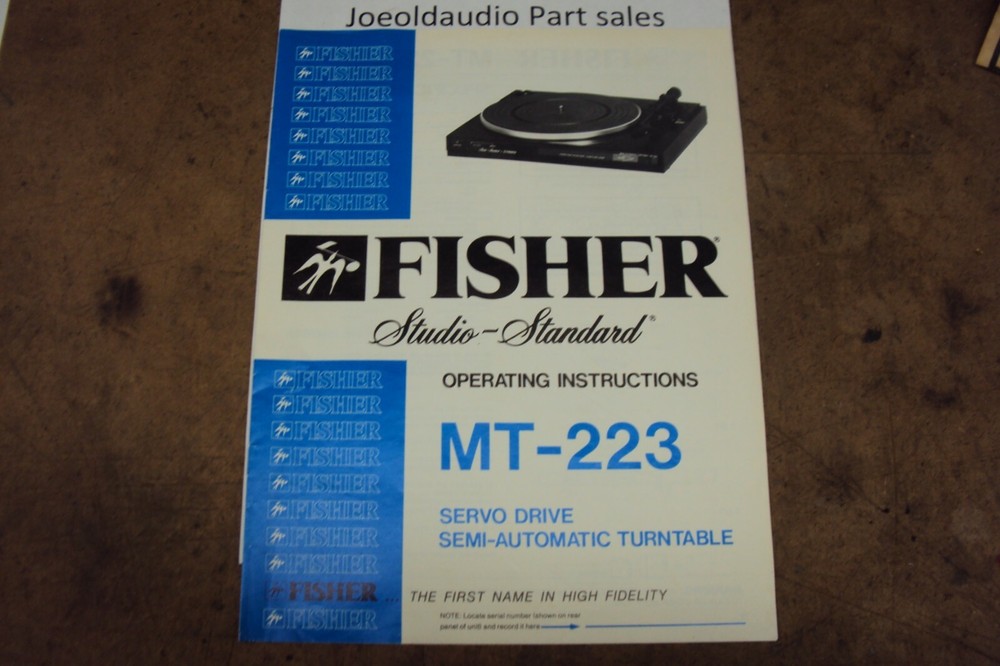 Joeoldaudio Part sales
FISHER
FISHER
FISHER
FISHER
FISHER
FISHER
FISHER
FISHER
FISHER®
Studio-Standard®
OPERATING INSTRUCTIONS
MT-223
SERVO DRIVE
SEMI-AUTOMATIC TURNTABLE
FISHER
FISHER
FISHER
FISHER
FISHER
FISHER
FISHER
FISHER
FISHER ... THE FIRST NAME IN HIGH FIDELITY
FISHER
NOTE: Locate serial number (shown on rear
panel of unit) and record it here